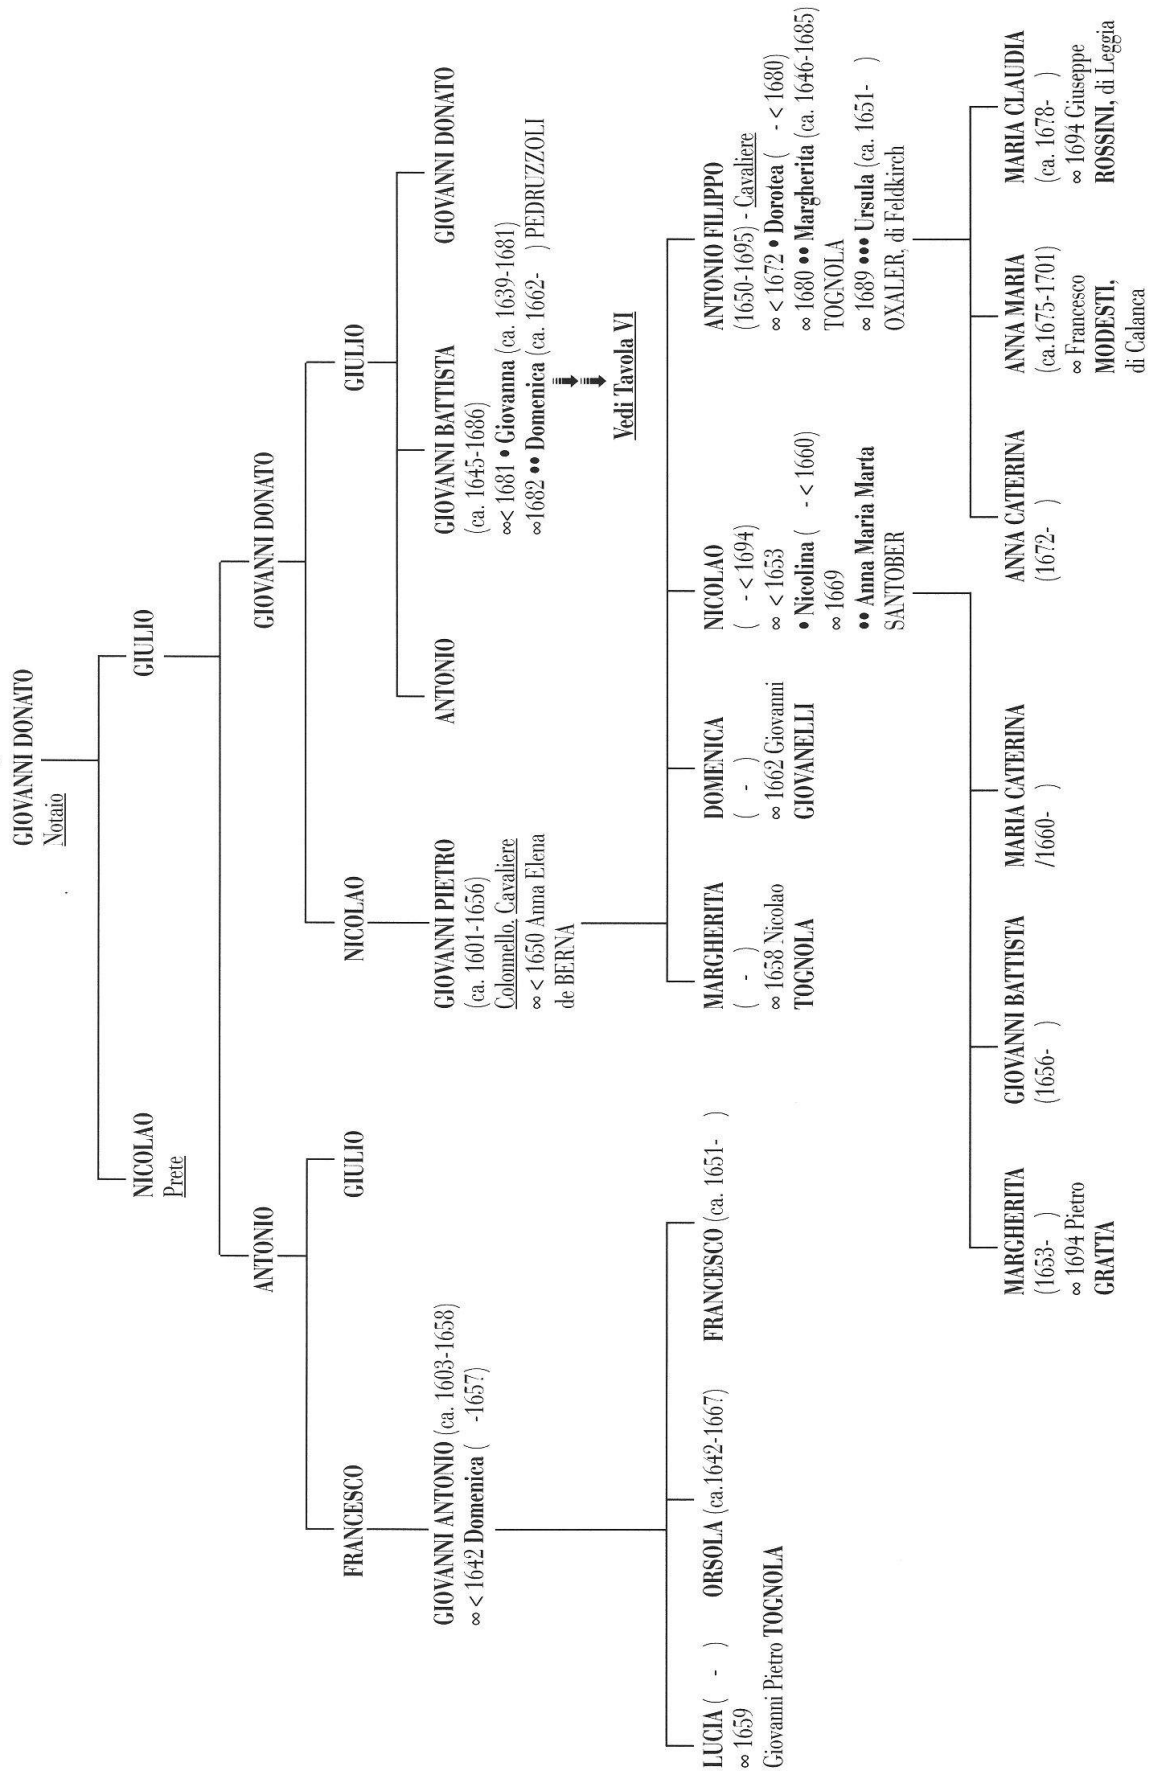 GIOVANNI DONATO
Notaio
NICOLAO
Prete
GIULIO
ANTONIO
GIOVANNI DONATO
FRANCESCO
GIULIO
NICOLAO
GIULIO
GIOVANNI ANTONIO (ca. 1603-1658)
∞ < 1642 Domenica (    -1657)
GIOVANNI PIETRO
(ca. 1601-1656)
Colonnello, Cavaliere
∞ < 1650 Anna Elena
de BERNA
ANTONIO
GIOVANNI BATTISTA
(ca. 1645-1686)
∞< 1681 • Giovanna (ca. 1639-1681)
∞1682 •• Domenica (ca. 1662-    ) PEDRUZZOLI
GIOVANNI DONATO
Vedi Tavola VI
LUCIA (   -   )
∞ 1659
Giovanni Pietro TOGNOLA
ORSOLA (ca.1642-1667)
FRANCESCO (ca. 1651-    )
MARGHERITA
(   -   )
∞ 1658 Nicolao
TOGNOLA
DOMENICA
(   -   )
∞ 1662 Giovanni
GIOVANELLI
NICOLAO
(    - < 1694)
∞ < 1653
• Nicolina (    - < 1660)
∞ 1669
•• Anna Maria Marta
SANTOBER
ANTONIO FILIPPO
(1650-1695) - Cavaliere
∞ < 1672 • Dorotea (    - < 1680)
∞ 1680 •• Margherita (ca. 1646-1685)
TOGNOLA
∞ 1689 ••• Ursula (ca. 1651-    )
OXALER, di Feldkirch
MARGHERITA
(1653-    )
∞ 1694 Pietro
GRATTA
GIOVANNI BATTISTA
(1656-    )
MARIA CATERINA
/1660-    )
ANNA CATERINA
(1672-    )
ANNA MARIA
(ca.1675-1701)
∞ Francesco
MODESTI,
di Calanca
MARIA CLAUDIA
(ca. 1678-    )
∞ 1694 Giuseppe
ROSSINI, di Leggia